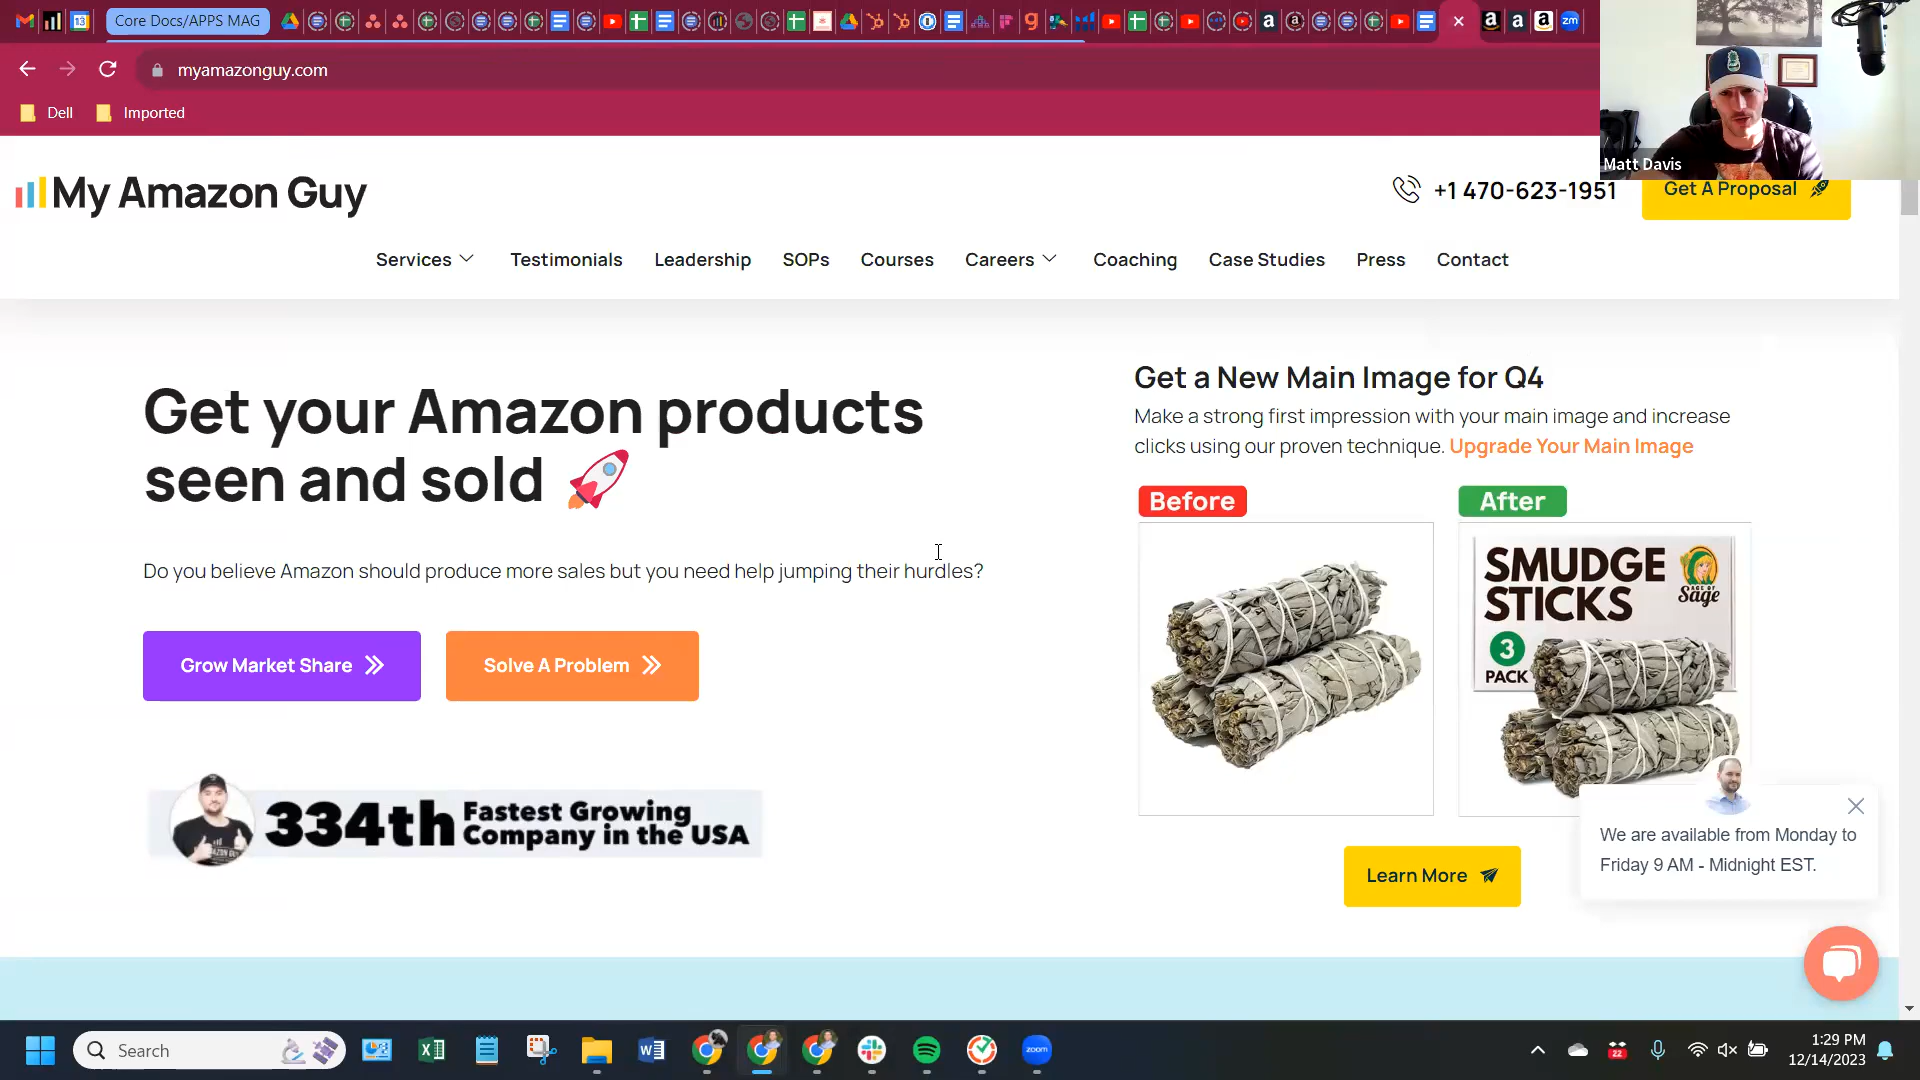 Core Docs/APPS MAG
myamazonguy.com
Dell
Imported
Matt Davis
My Amazon Guy
+1 470-623-1951
Get A Proposal
Services
Testimonials
Leadership
SOPs
Courses
Careers
Coaching
Case Studies
Press
Contact
Get your Amazon products
seen and sold
Do you believe Amazon should produce more sales but you need help jumping their hurdles?
Grow Market Share
Solve A Problem
334th Fastest Growing
Company in the USA
Get a New Main Image for Q4
Make a strong first impression with your main image and increase
clicks using our proven technique. Upgrade Your Main Image
Before
After
SMUDGE
STICKS
AGE OF
Sage
3
PACK
Learn More
We are available from Monday to
Friday 9 AM - Midnight EST.
Search
zoom
22
1:29 PM
12/14/2023